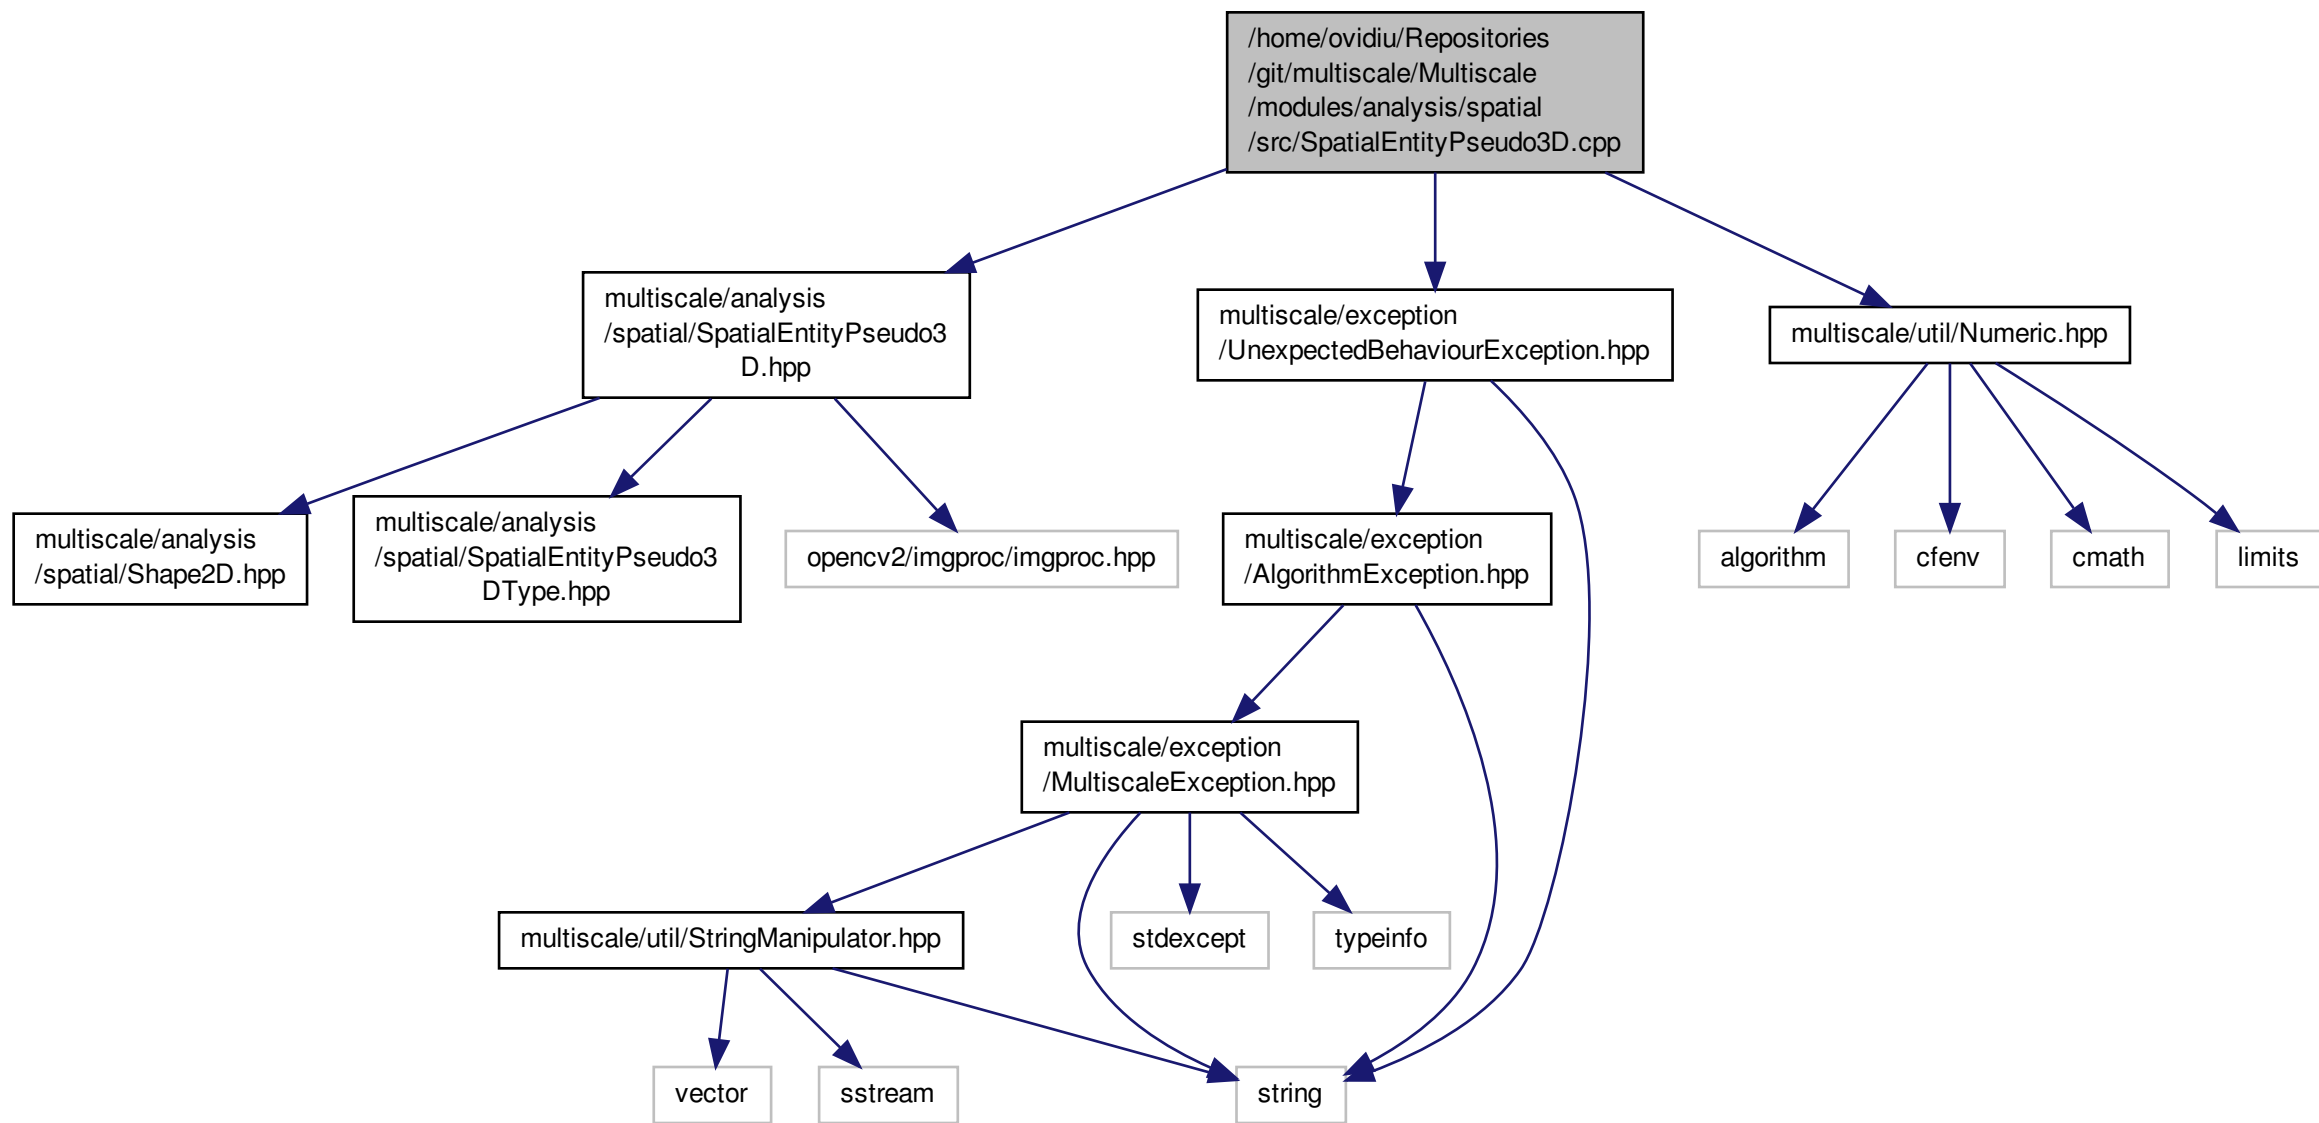 /home/ovidiu/Repositories
/git/multiscale/Multiscale
/modules/analysis/spatial
/src/SpatialEntityPseudo3D.cpp
multiscale/analysis
/spatial/SpatialEntityPseudo3
D.hpp
multiscale/exception
/UnexpectedBehaviourException.hpp
multiscale/util/Numeric.hpp
multiscale/analysis
/spatial/Shape2D.hpp
multiscale/analysis
/spatial/SpatialEntityPseudo3
DType.hpp
opencv2/imgproc/imgproc.hpp
multiscale/exception
/AlgorithmException.hpp
algorithm
cfenv
cmath
limits
multiscale/exception
/MultiscaleException.hpp
multiscale/util/StringManipulator.hpp
stdexcept
typeinfo
vector
sstream
string